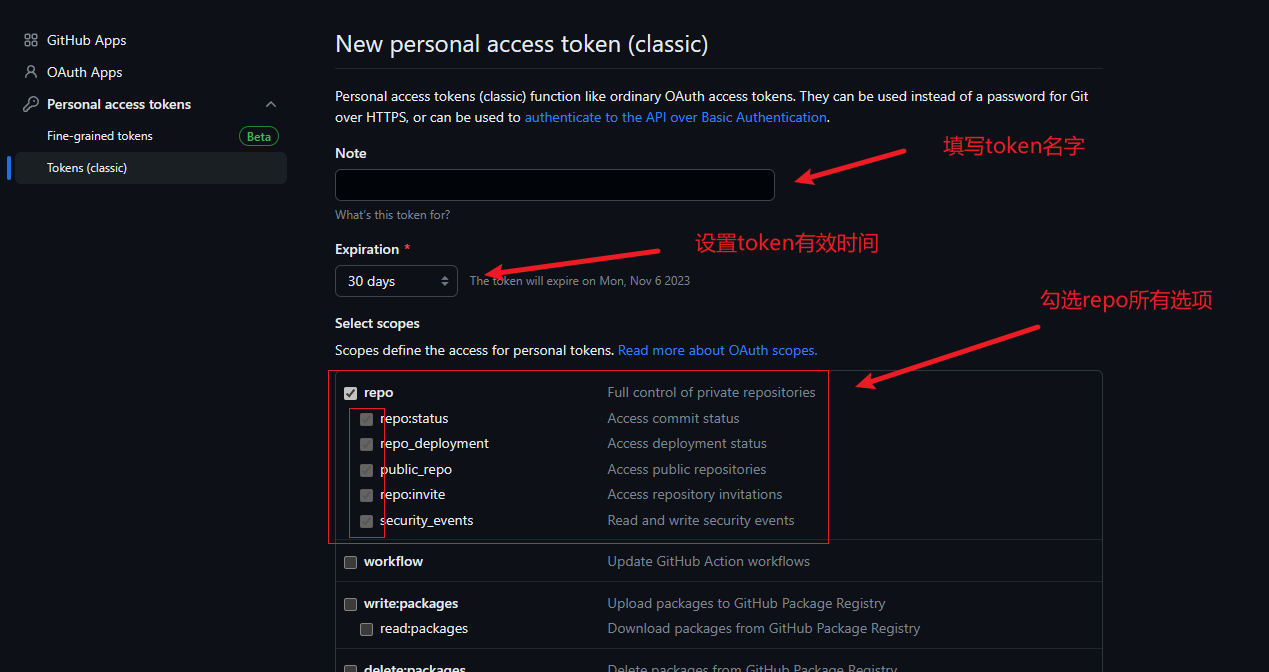 GitHub Apps
OAuth Apps
Personal access tokens
Fine-grained tokens Beta
Tokens (classic)
New personal access token (classic)
Personal access tokens (classic) function like ordinary OAuth access tokens. They can be used instead of a password for Git
over HTTPS, or can be used to authenticate to the API over Basic Authentication.
Note
填写token名字
What's this token for?
设置token有效时间
Expiration *
30 days The token will expire on Mon, Nov 6 2023
勾选repo所有选项
Select scopes
Scopes define the access for personal tokens. Read more about OAuth scopes.
repo Full control of private repositories
repo:status Access commit status
repo_deployment Access deployment status
public_repo Access public repositories
repo:invite Access repository invitations
security_events Read and write security events
workflow Update GitHub Action workflows
write:packages Upload packages to GitHub Package Registry
read:packages Download packages from GitHub Package Registry
delete:packages Delete packages from GitHub Package Registry